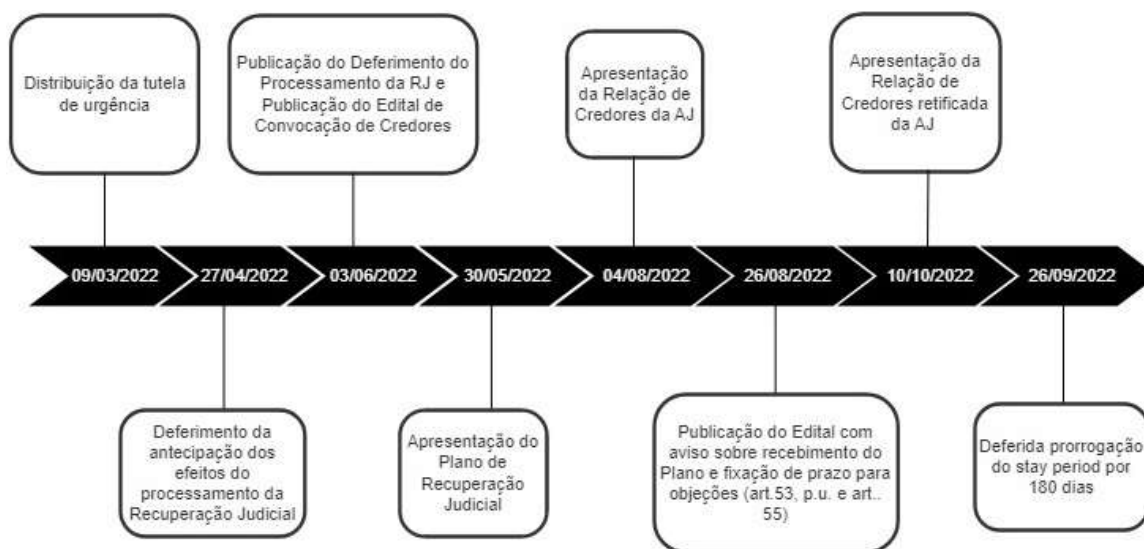 Distribuição da tutela
de urgência
Publicação do Deferimento do
Processamento da RJ e
Publicação do Edital de
Convocação de Credores
Apresentação
da Relação de
Credores da AJ
Apresentação da
Relação de
Credores retificada
da AJ
09/03/2022
27/04/2022
03/06/2022
30/05/2022
04/08/2022
26/08/2022
10/10/2022
26/09/2022
Deferimento da
antecipação dos
efeitos do
processamento da
Recuperação Judicial
Apresentação do
Plano de
Recuperação
Judicial
Publicação do Edital com
aviso sobre recebimento do
Plano e fixação de prazo para
objeções (art.53, p.u. e art..
55)
Deferida prorrogação
do stay period por
180 dias